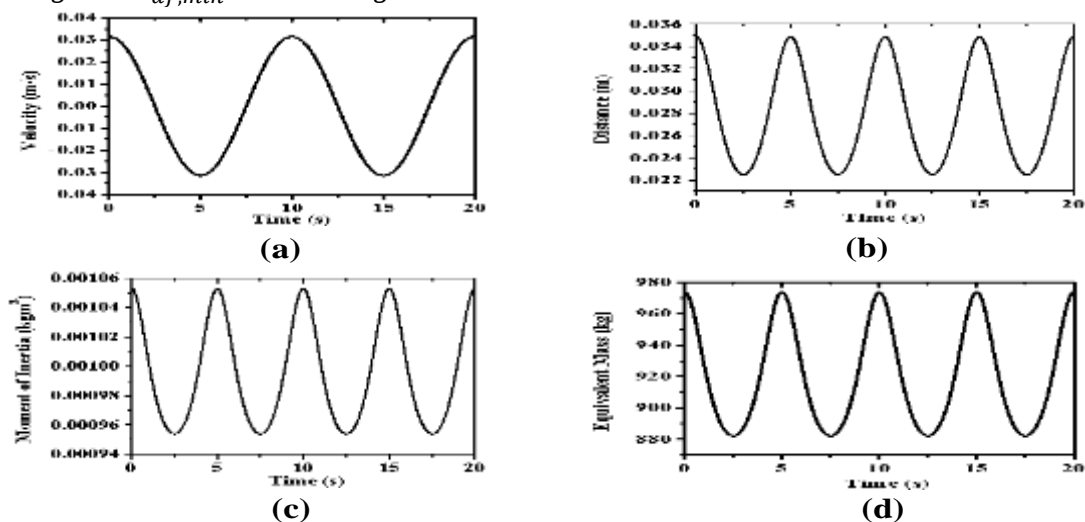 0.04
0.03
0.02
0.01
0.00
0.01
0.02
0.03
0.04
Velocity (m/s)
0 5 10 15 20
Time (s)
(a)
0.036
0.034
0.032
0.030
0.028
0.026
0.024
0.022
Distance (m)
0 5 10 15 20
Time (s)
(b)
0.00106
0.00104
0.00102
0.00100
0.00098
0.00096
0.00094
Moment of Inertia (kgm²)
0 5 10 15 20
Time (s)
(c)
980
960
940
920
900
880
Equivalent Mass (kg)
0 5 10 15 20
Time (s)
(d)